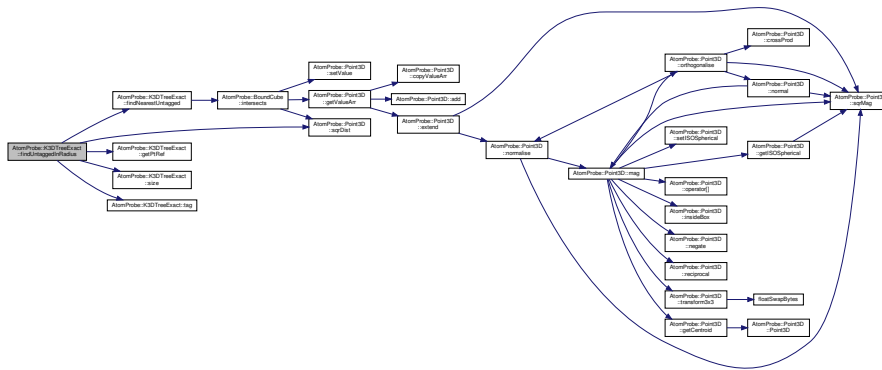 AtomProbe::K3DTreeExact
::findUntaggedInRadius
AtomProbe::K3DTreeExact
::findNearestUntagged
AtomProbe::K3DTreeExact
::getPtRef
AtomProbe::K3DTreeExact
::size
AtomProbe::K3DTreeExact::tag
AtomProbe::BoundCube
::intersects
AtomProbe::Point3D
::setValue
AtomProbe::Point3D
::getValueArr
AtomProbe::Point3D
::sqrDist
AtomProbe::Point3D
::copyValueArr
AtomProbe::Point3D::add
AtomProbe::Point3D
::extend
AtomProbe::Point3D
::normalise
AtomProbe::Point3D::mag
AtomProbe::Point3D
::orthogonalise
AtomProbe::Point3D
::setISOSpherical
AtomProbe::Point3D
::operator[]
AtomProbe::Point3D
::insideBox
AtomProbe::Point3D
::negate
AtomProbe::Point3D
::reciprocal
AtomProbe::Point3D
::transform3x3
AtomProbe::Point3D
::getCentroid
AtomProbe::Point3D
::crossProd
AtomProbe::Point3D
::normal
AtomProbe::Point3D
::getISOSpherical
floatSwapBytes
AtomProbe::Point3D
::Point3D
AtomProbe::Point3D
::sqrMag